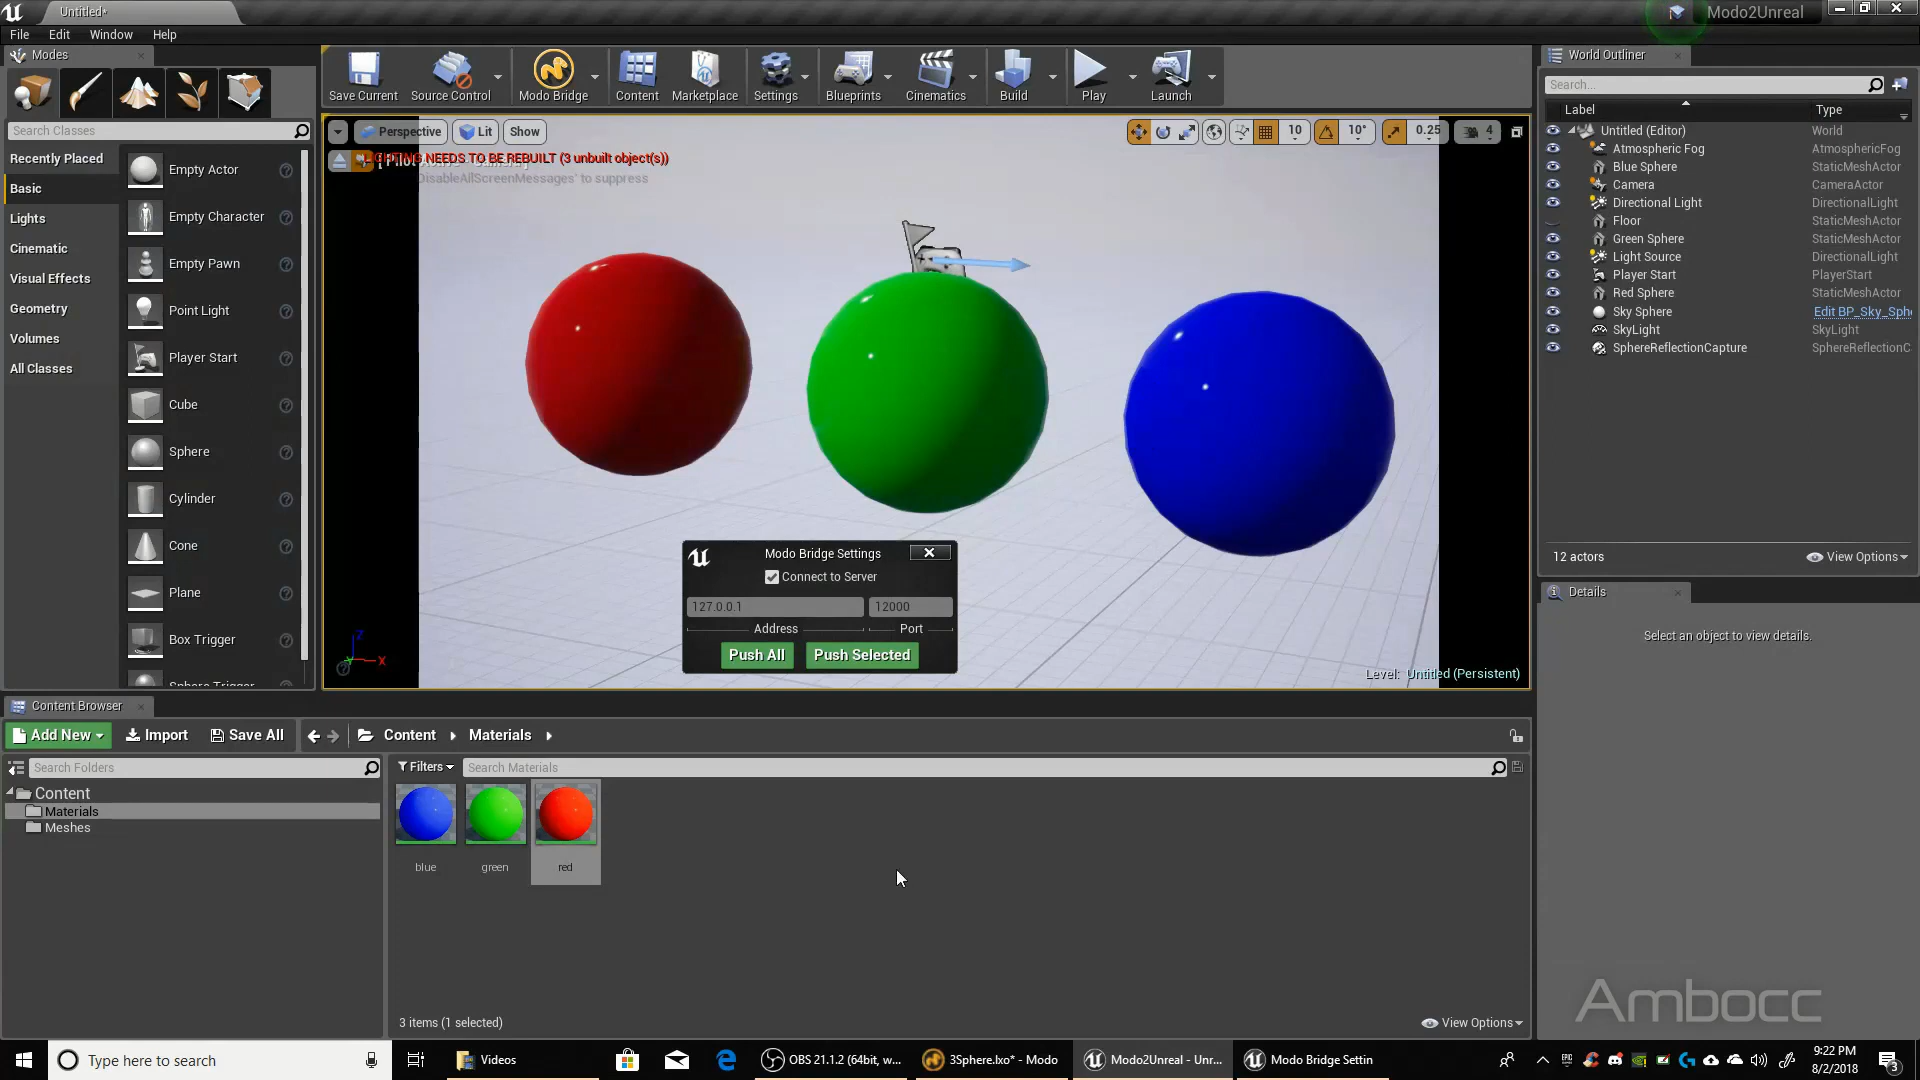 Untitled*
Modo2Unreal
File Edit Window Help
Modes
Save Current
Source Control
Modo Bridge
Content
Marketplace
Settings
Blueprints
Cinematics
Build
Play
Launch
Search Classes
Recently Placed
Basic
Lights
Cinematic
Visual Effects
Geometry
Volumes
All Classes
Empty Actor
Empty Character
Empty Pawn
Point Light
Player Start
Cube
Sphere
Cylinder
Cone
Plane
Box Trigger
Sphere Trigger
Perspective Lit Show
10 10° 0.25 4
LIGHTING NEEDS TO BE REBUILT (3 unbuilt object(s))
DisableAllScreenMessages' to suppress
Modo Bridge Settings
Connect to Server
127.0.0.1 12000
Address Port
Push All Push Selected
Z
X
Level: Untitled (Persistent)
World Outliner
Search...
Label Type
Untitled (Editor) World
Atmospheric Fog AtmosphericFog
Blue Sphere StaticMeshActor
Camera CameraActor
Directional Light DirectionalLight
Floor StaticMeshActor
Green Sphere StaticMeshActor
Light Source DirectionalLight
Player Start PlayerStart
Red Sphere StaticMeshActor
Sky Sphere Edit BP_Sky_Sph
SkyLight SkyLight
SphereReflectionCapture SphereReflectionC
12 actors View Options
Details
Select an object to view details.
Content Browser
Add New Import Save All Content Materials
Search Folders
Content
Materials
Meshes
Filters Search Materials
blue green red
3 items (1 selected) View Options
Ambocc
Type here to search
Videos
OBS 21.1.2 (64bit, w...
3Sphere.lxo* - Modo
Modo2Unreal - Unr...
Modo Bridge Settin
9:22 PM
8/2/2018
3